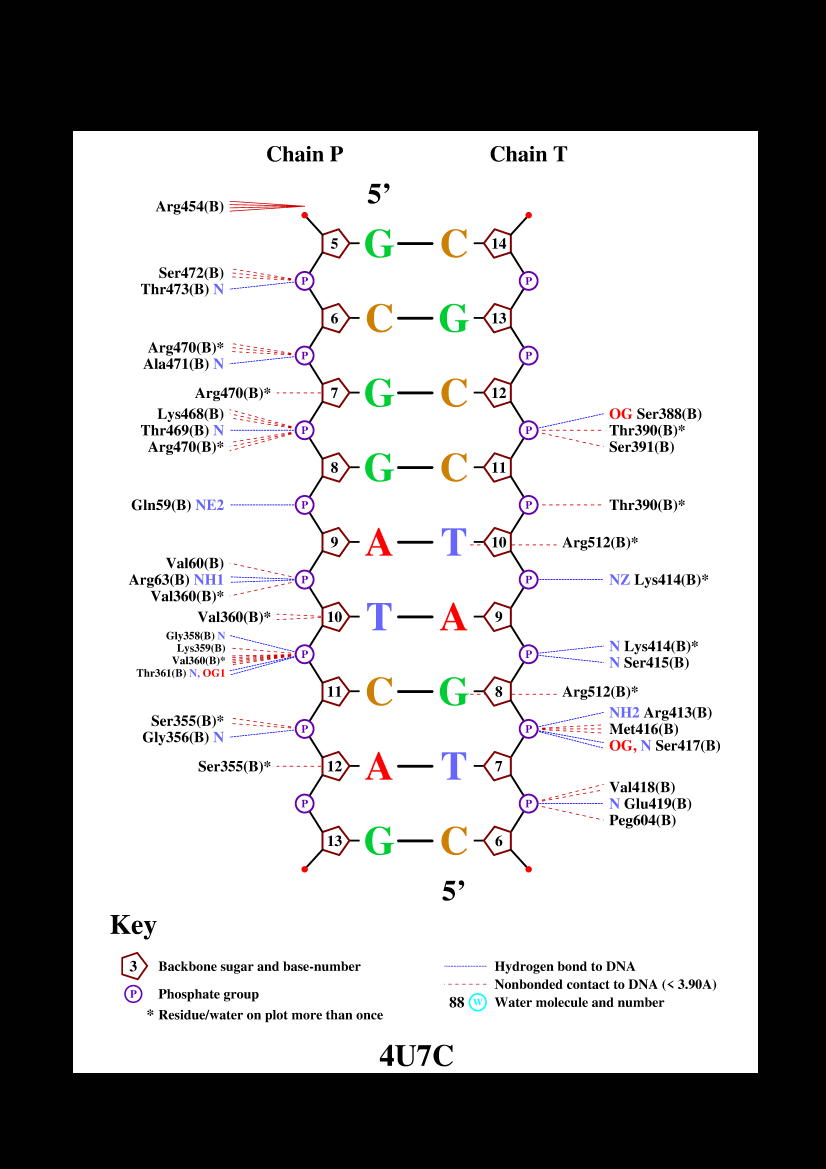 Chain P Chain T
5’
Arg454(B)
5 G C 14
Ser472(B)
P P
Thr473(B) N
6 C G 13
Arg470(B)*
P P
Ala471(B) N
Arg470(B)* 7 G C 12
Lys468(B) OG Ser388(B)
Thr469(B) N P P Thr390(B)*
Arg470(B)* Ser391(B)
8 G C 11
Gln59(B) NE2 P P Thr390(B)*
9 A T 10 Arg512(B)*
Val60(B)
Arg63(B) NH1 P P NZ Lys414(B)*
Val360(B)*
Val360(B)* 10 T A 9
Gly358(B) N
N Lys414(B)*
Lys359(B)
P P
Val360(B)*
N Ser415(B)
Thr361(B) N, OG1
11 C G 8 Arg512(B)*
NH2 Arg413(B)
Ser355(B)*
P P Met416(B)
Gly356(B) N
OG, N Ser417(B)
Ser355(B)* 12 A T 7
Val418(B)
P P N Glu419(B)
Peg604(B)
13 G C 6
5’
Key
3 Backbone sugar and base-number Hydrogen bond to DNA
Nonbonded contact to DNA (< 3.90A)
P Phosphate group 88 W Water molecule and number
* Residue/water on plot more than once
4U7C